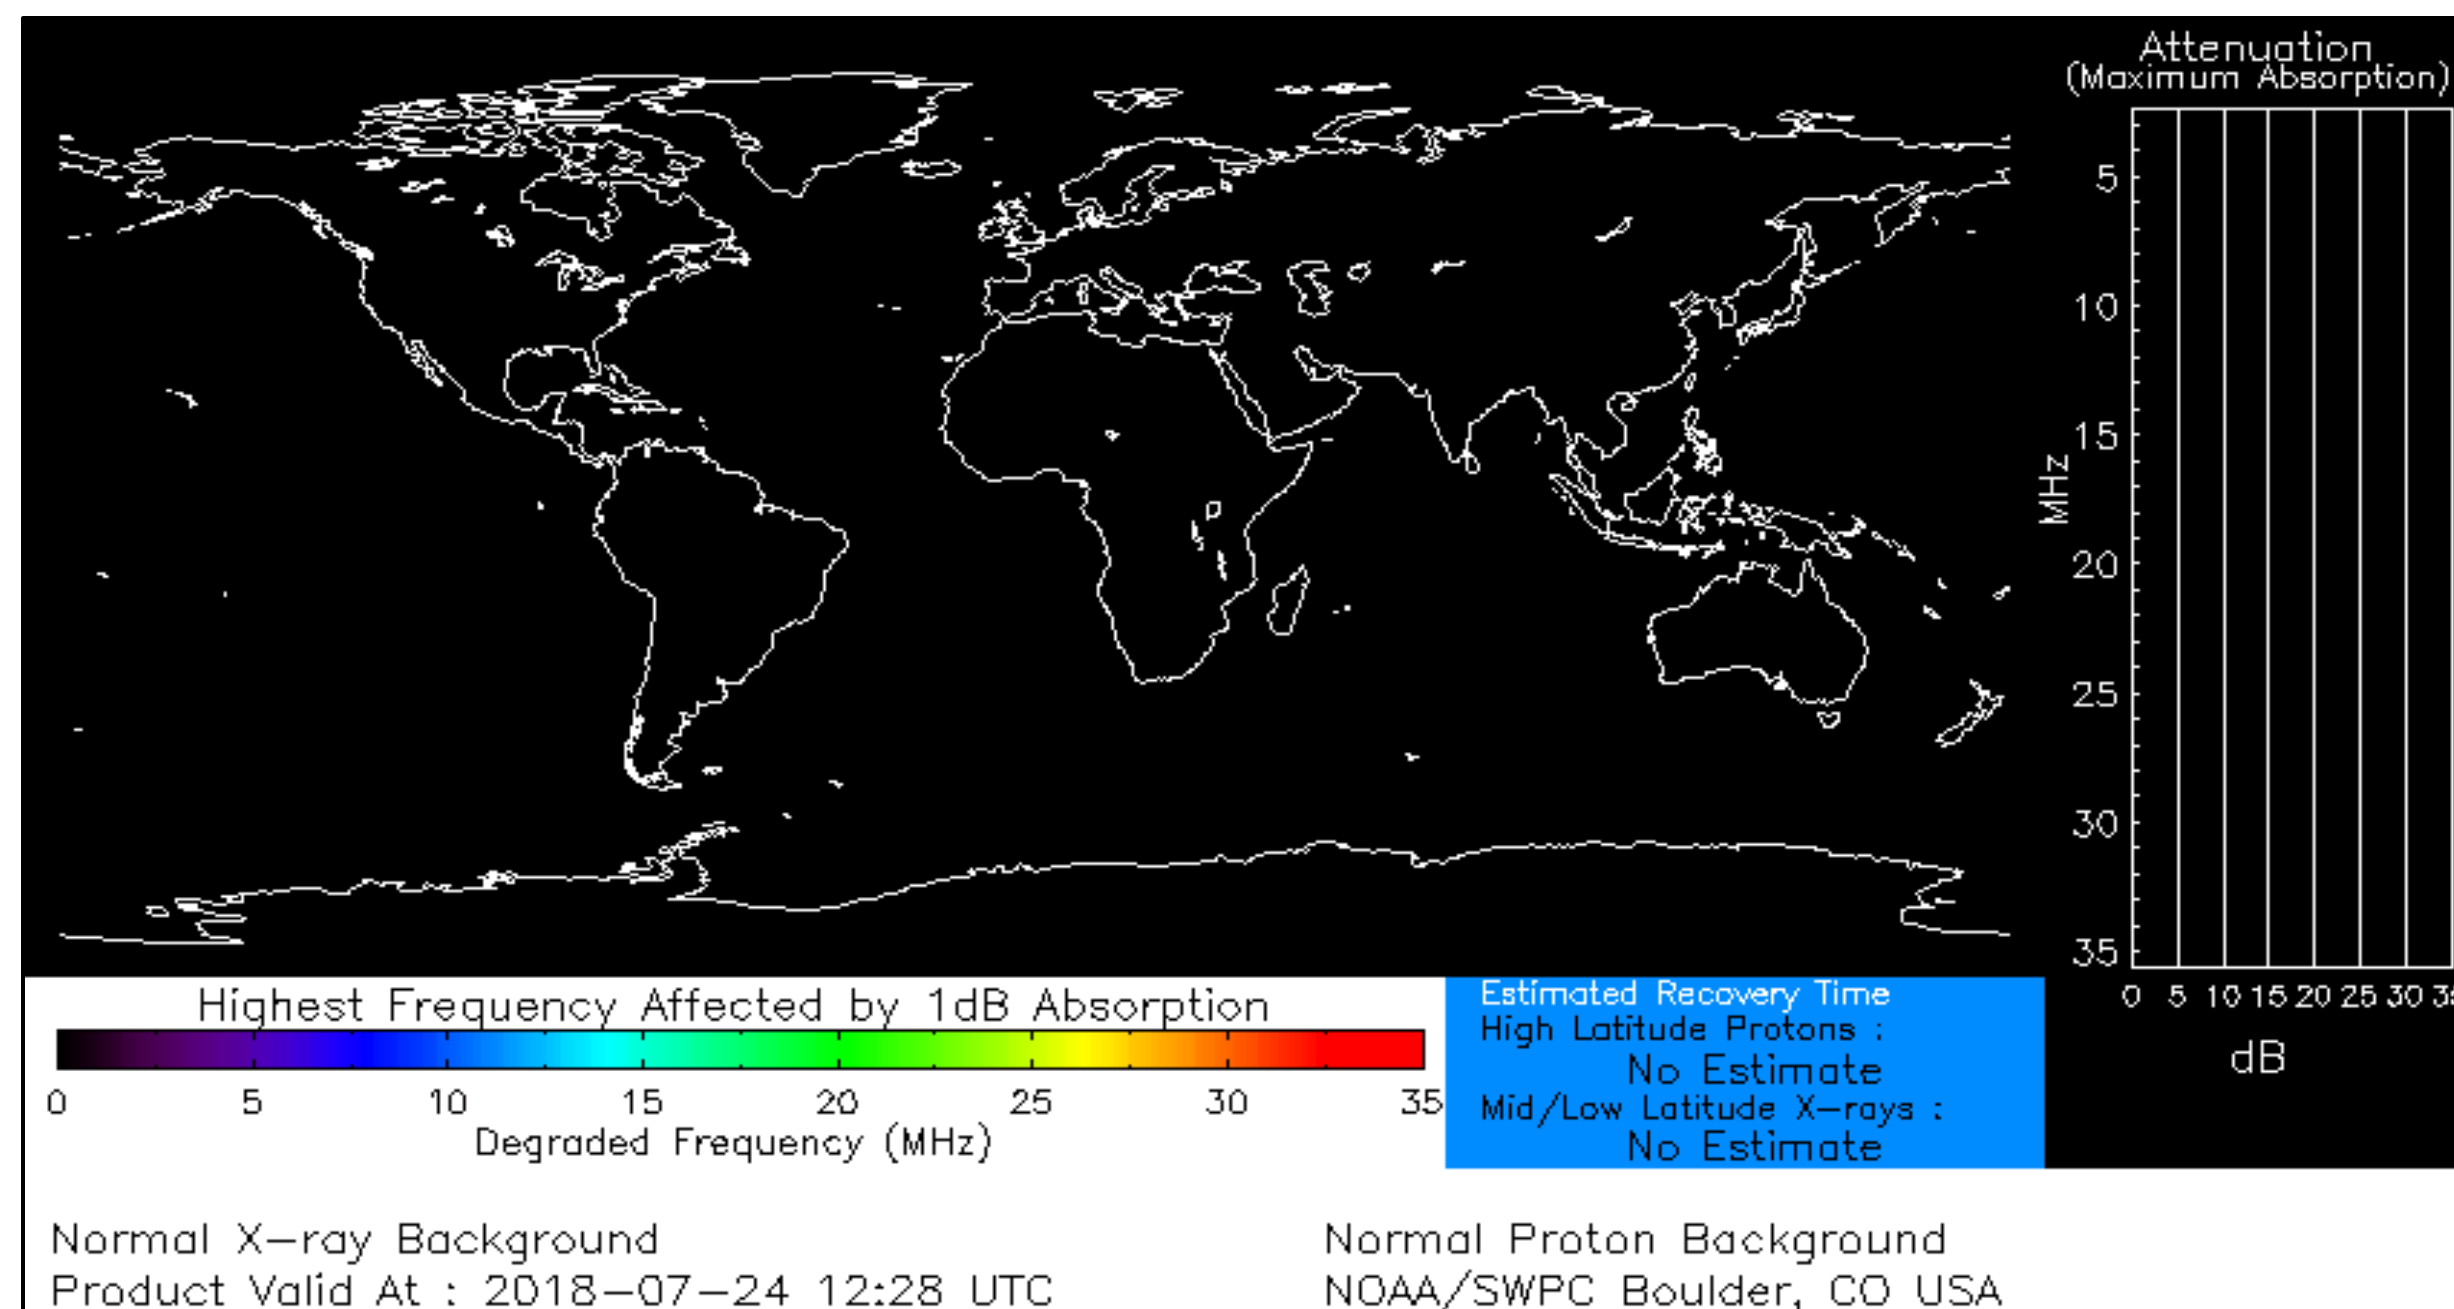 Attenuation
(Maximum Absorption)
5
10
15
20
25
30
35
MHz
0 5 10 15 20 25 30
dB
Highest Frequency Affected by 1dB Absorption
0 5 10 15 20 25 30 35
Degraded Frequency (MHz)
Estimated Recovery Time
High Latitude Protons :
No Estimate
Mid/Low Latitude X-rays :
No Estimate
Normal X-ray Background
Normal Proton Background
Product Valid At : 2018-07-24 12:28 UTC
NOAA/SWPC Boulder, CO USA